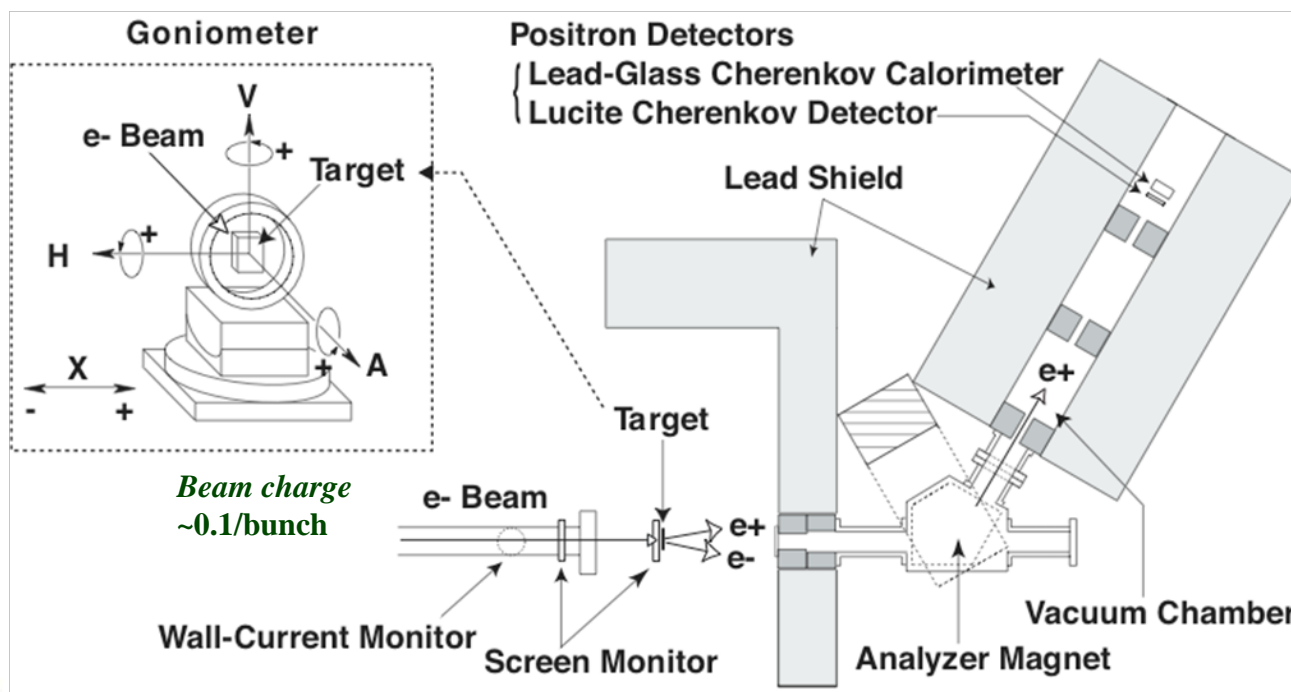 Goniometer
V
e- Beam
+
Target
H
+
X
-
+
+
A
Beam charge
~0.1/bunch
Positron Detectors
Lead-Glass Cherenkov Calorimeter
Lucite Cherenkov Detector
Lead Shield
e+
Target
e- Beam
e+
e-
Wall-Current Monitor
Screen Monitor
Analyzer Magnet
Vacuum Chamber